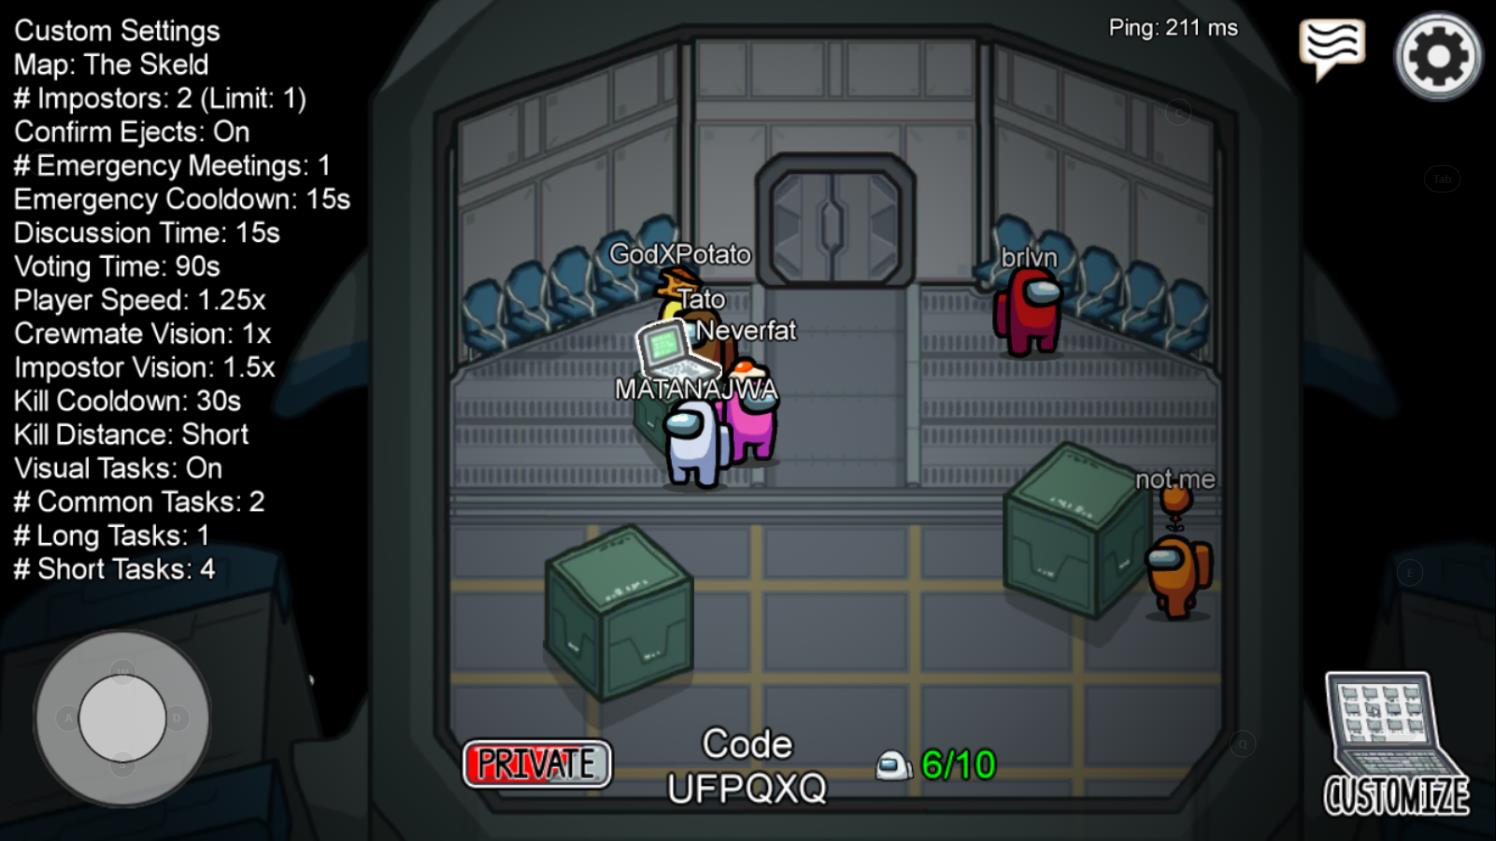 Custom Settings
Map: The Skeld
# Impostors: 2 (Limit: 1)
Confirm Ejects: On
# Emergency Meetings: 1
Emergency Cooldown: 15s
Discussion Time: 15s
Voting Time: 90s
Player Speed: 1.25x
Crewmate Vision: 1x
Impostor Vision: 1.5x
Kill Cooldown: 30s
Kill Distance: Short
Visual Tasks: On
# Common Tasks: 2
# Long Tasks: 1
# Short Tasks: 4
Ping: 211 ms
Tab
GodXPotato
brlvn
Tato
Neverfat
MATANAJWA
not me
E
W
A
D
Q
PRIVATE
Code
UFPQXQ
6/10
CUSTOMIZE